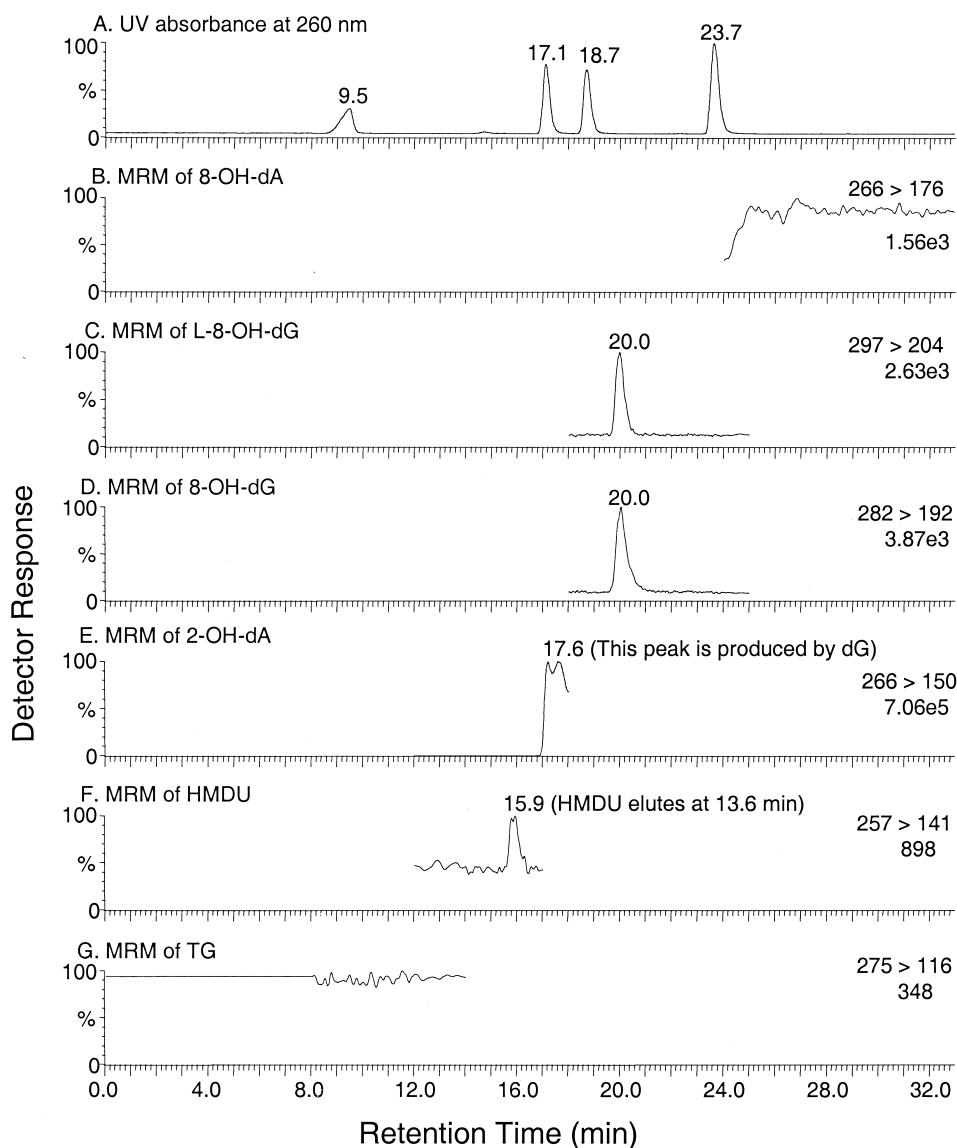 A. UV absorbance at 260 nm
100
%
0
9.5
17.1
18.7
23.7
B. MRM of 8-OH-dA
100
%
0
266 > 176
1.56e3
C. MRM of L-8-OH-dG
100
%
0
20.0
297 > 204
2.63e3
D. MRM of 8-OH-dG
100
%
0
20.0
282 > 192
3.87e3
E. MRM of 2-OH-dA
100
%
0
17.6 (This peak is produced by dG)
266 > 150
7.06e5
F. MRM of HMDU
100
%
0
15.9 (HMDU elutes at 13.6 min)
257 > 141
898
G. MRM of TG
100
%
0
275 > 116
348
0.0 4.0 8.0 12.0 16.0 20.0 24.0 28.0 32.0
Retention Time (min)
Detector Response